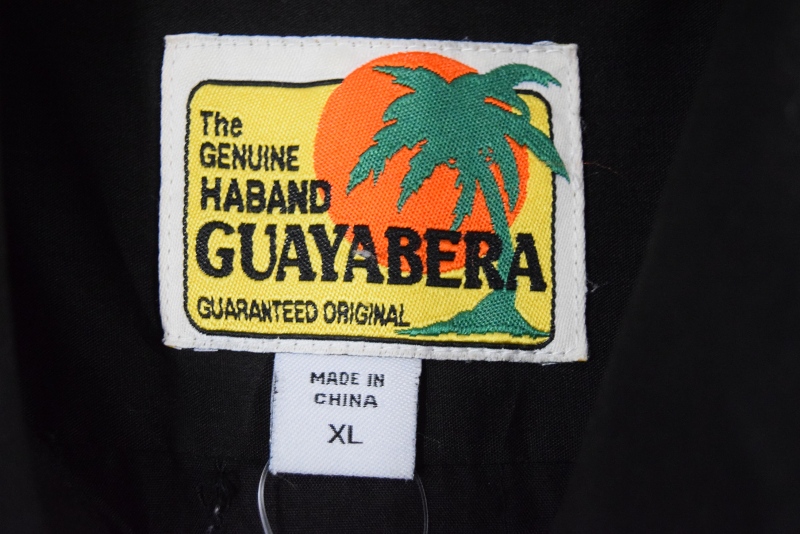 The
GENUINE
HABAND
GUAYABERA
GUARANTEED ORIGINAL
MADE IN
CHINA
XL